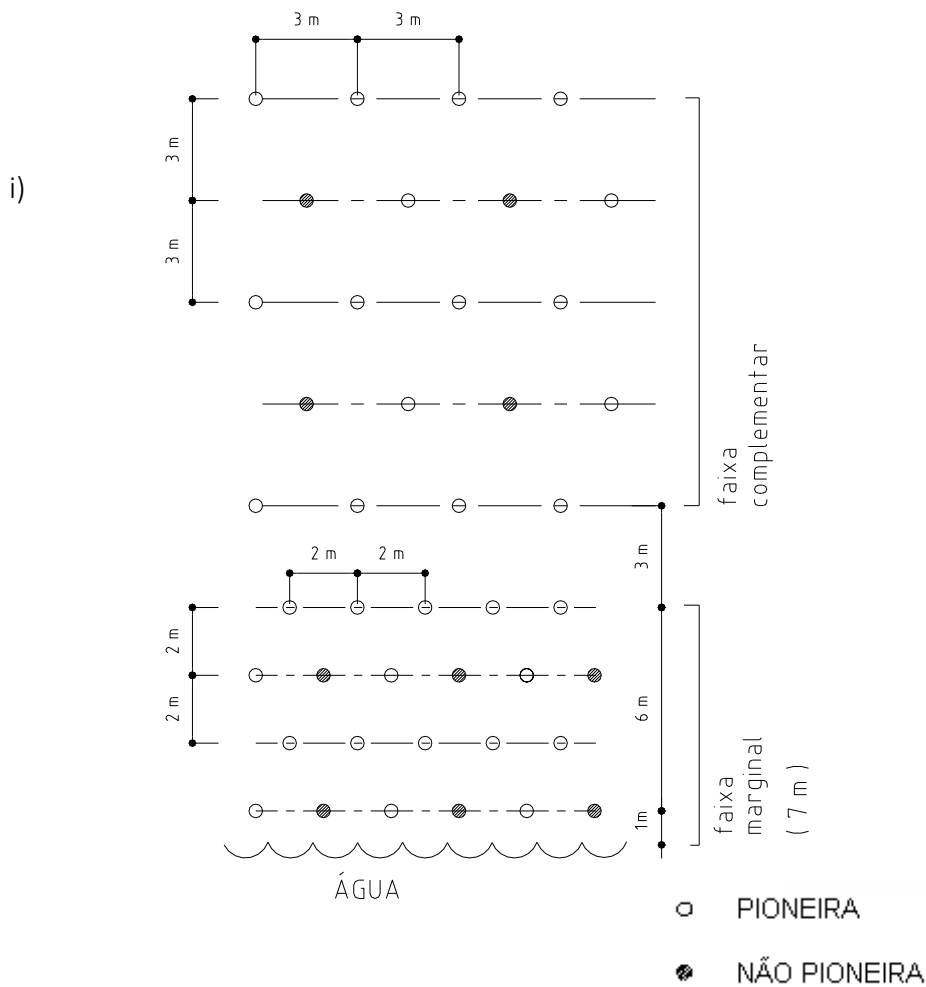 3 m
3 m
3 m
i)
3 m
faixa
complementar
3 m
2 m
2 m
2 m
2 m
6 m
faixa
marginal
( 7 m )
1m
ÁGUA
PIONEIRA
NÃO PIONEIRA